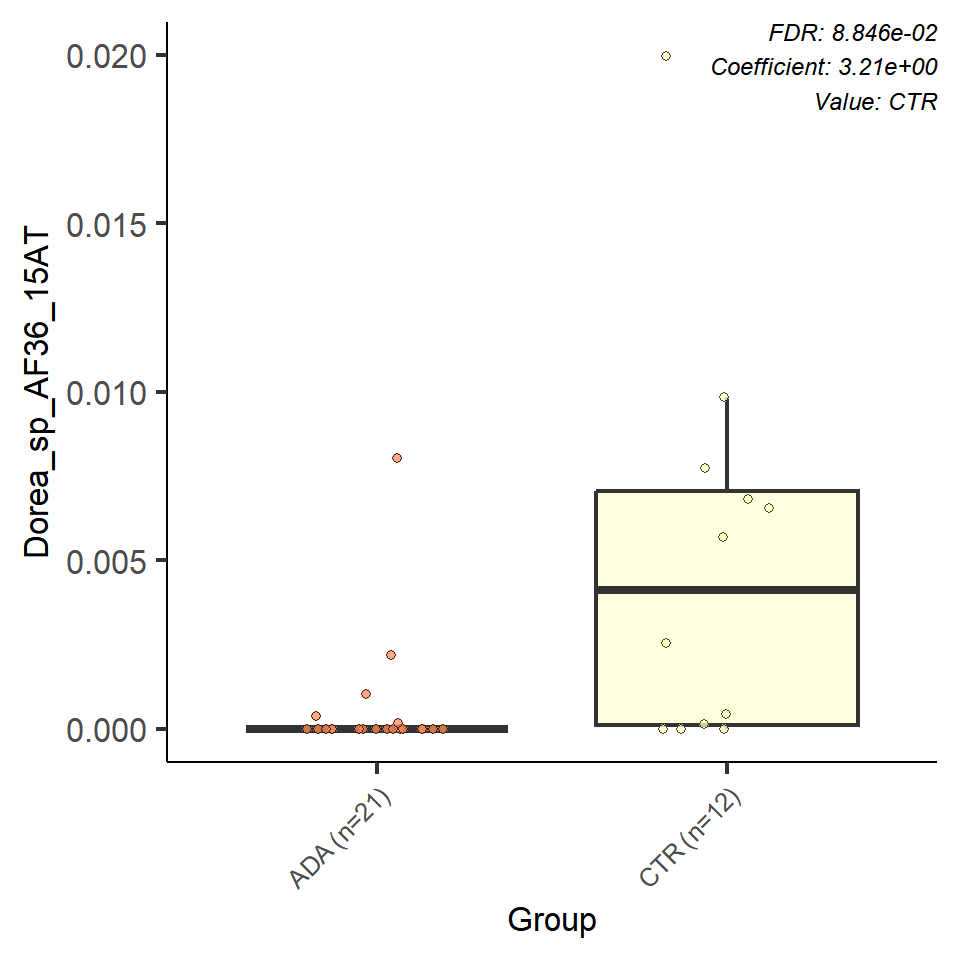 FDR: 8.846e-02
Coefficient: 3.21e+00
Value: CTR
Dorea_sp_AF36_15AT
0.020
0.015
0.010
0.005
0.000
ADA (n=21)
CTR (n=12)
Group